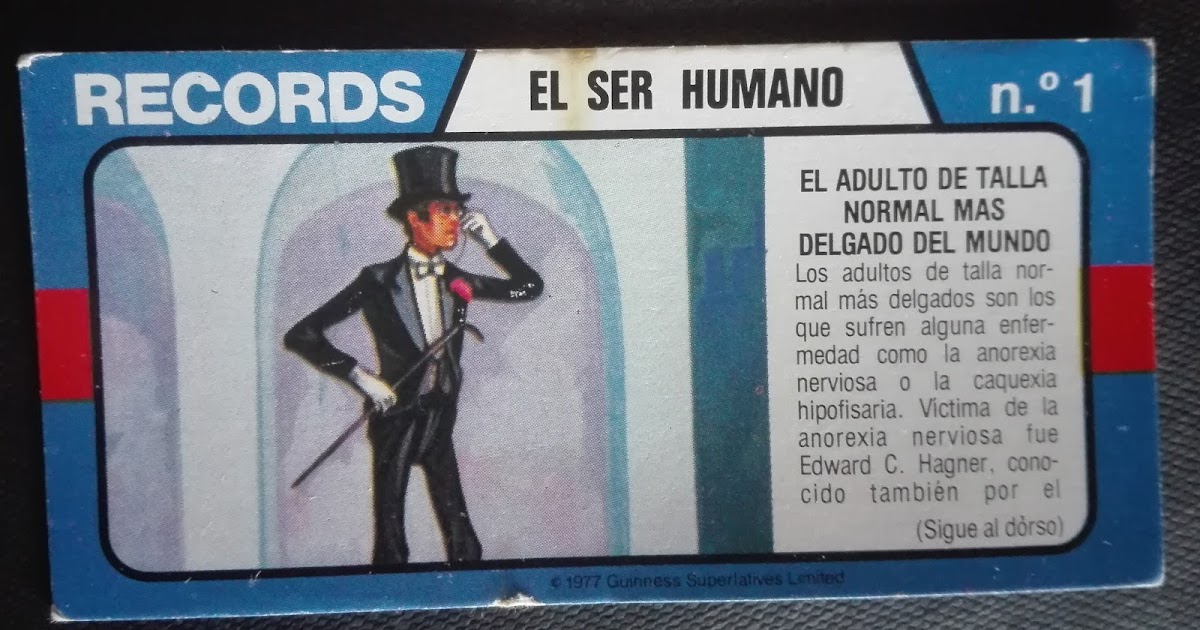 RECORDS
EL SER HUMANO
n.º 1
EL ADULTO DE TALLA
NORMAL MAS
DELGADO DEL MUNDO
Los adultos de talla nor-
mal más delgados son los
que sufren alguna enfer-
medad como la anorexia
nerviosa o la caquexia
hipofisaria. Víctima de la
anorexia nerviosa fue
Edward C. Hagner, cono-
cido también por el
(Sigue al dorso)
© 1977 Guinness Superlatives Limited